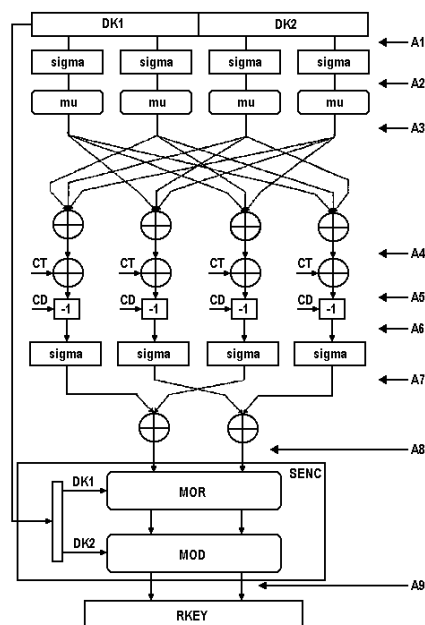 DK1 DK2
A1
sigma sigma sigma sigma
A2
mu mu mu mu
A3
A4
CT CT CT CT
A5
CD -1 CD -1 CD -1 CD -1
A6
sigma sigma sigma sigma
A7
A8
SENC
DK1
MOR
DK2
MOD
A9
RKEY